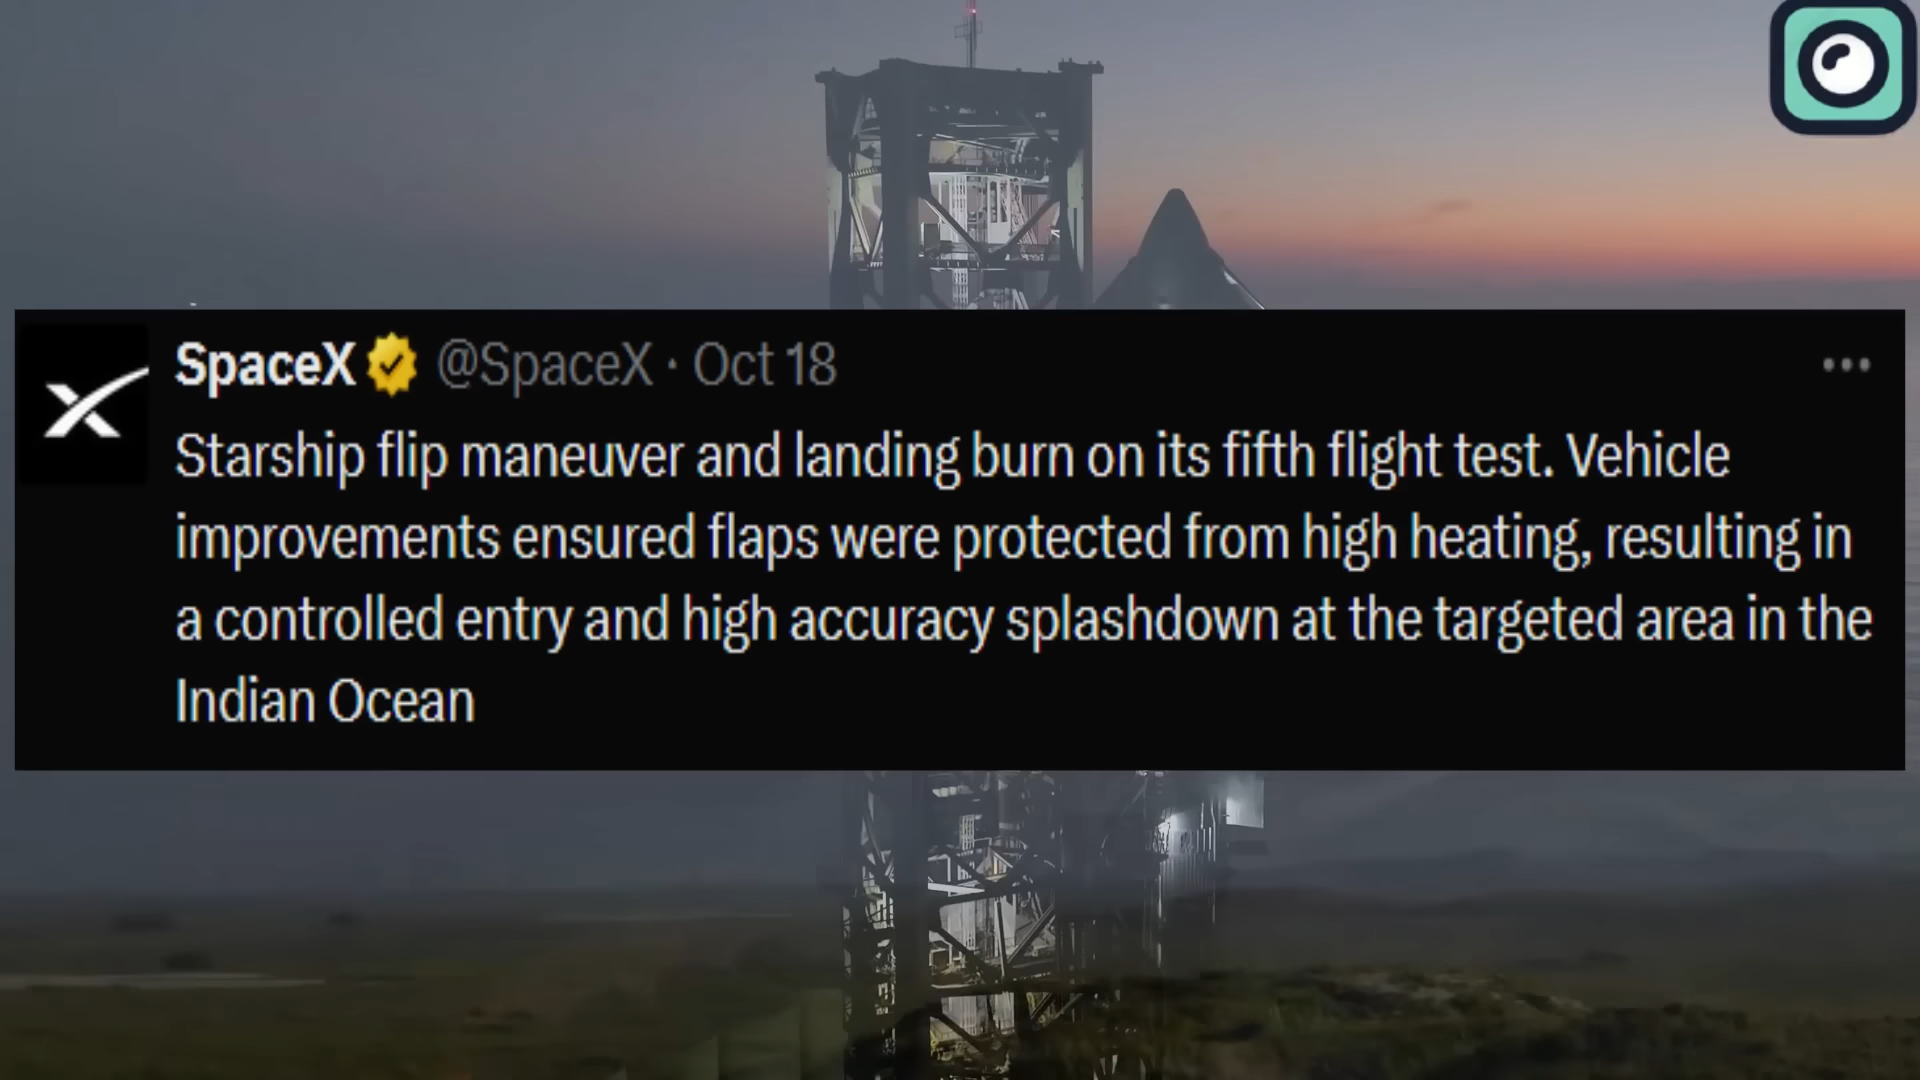 SpaceX @SpaceX · Oct 18
Starship flip maneuver and landing burn on its fifth flight test. Vehicle
improvements ensured flaps were protected from high heating, resulting in
a controlled entry and high accuracy splashdown at the targeted area in the
Indian Ocean